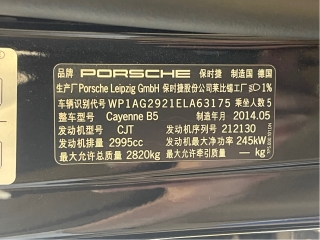 品牌 PORSCHE 保时捷 制造国 德国
生产厂 Porsche Leipzig GmbH 保时捷股份公司莱比锡工厂 1%
车辆识别代号 WP1AG2921ELA63175 乘坐人数 5
整车型号 Cayenne B5 制造年月 2014.05
发动机型号 CJT 发动机序列号 212130
发动机排量 2995cc 发动机最大净功率 245kW
最大允许总质量 2820kg 最大允许牵引质量 — kg